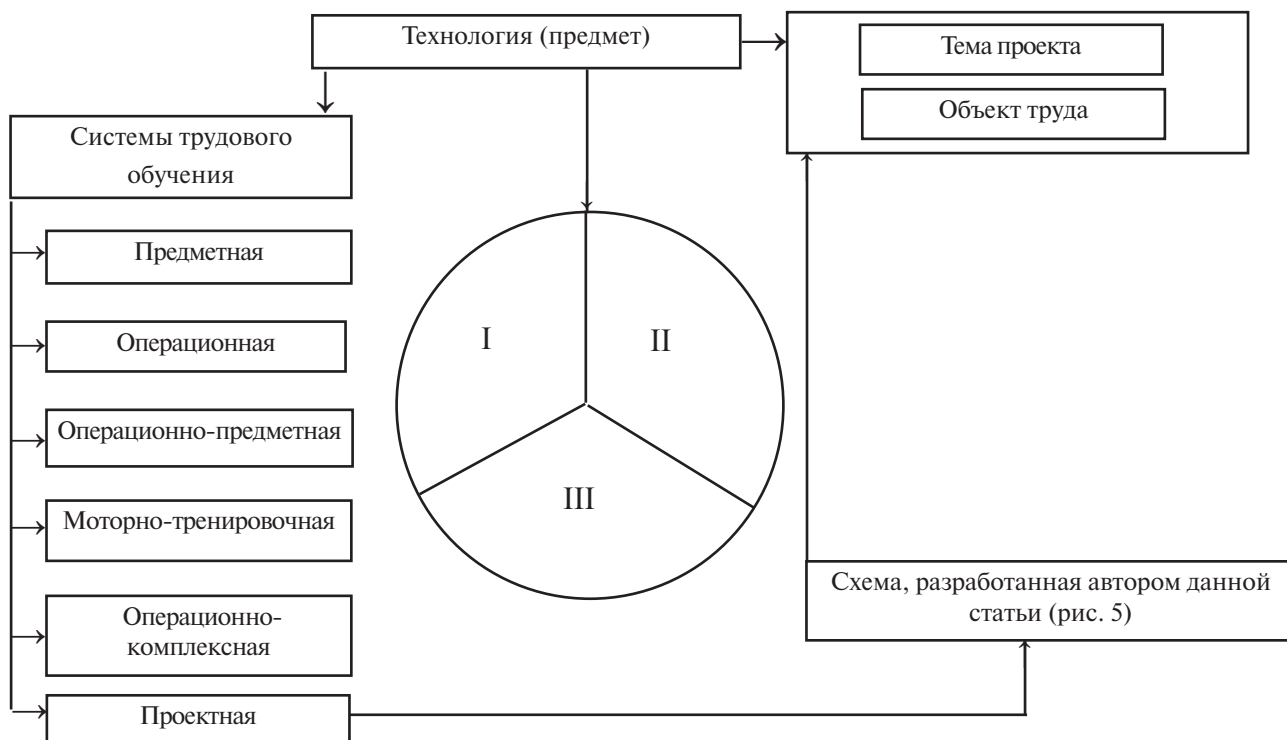 Технология (предмет)
Тема проекта
Объект труда
Системы трудового
обучения
Предметная
Операционная
Операционно-предметная
Моторно-тренировочная
Операционно-
комплексная
Проектная
I
II
III
Схема, разработанная автором данной
статьи (рис. 5)